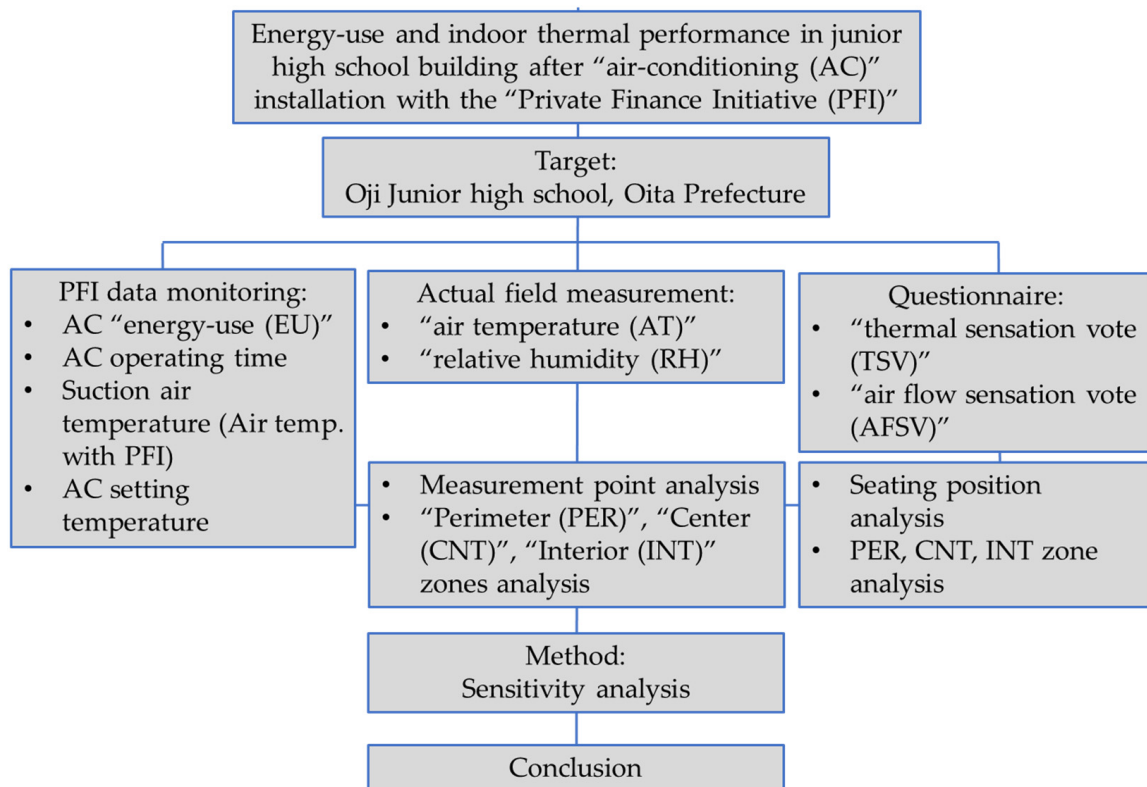 Energy-use and indoor thermal performance in junior
high school building after “air-conditioning (AC)”
installation with the “Private Finance Initiative (PFI)”
Target:
Oji Junior high school, Oita Prefecture
PFI data monitoring:
• AC “energy-use (EU)”
• AC operating time
• Suction air
temperature (Air temp.
with PFI)
• AC setting
temperature
Actual field measurement:
• “air temperature (AT)”
• “relative humidity (RH)”
Questionnaire:
• “thermal sensation vote
(TSV)”
• “air flow sensation vote
(AFSV)”
• Measurement point analysis
• “Perimeter (PER)”, “Center
(CNT)”, “Interior (INT)”
zones analysis
• Seating position
analysis
• PER, CNT, INT zone
analysis
Method:
Sensitivity analysis
Conclusion